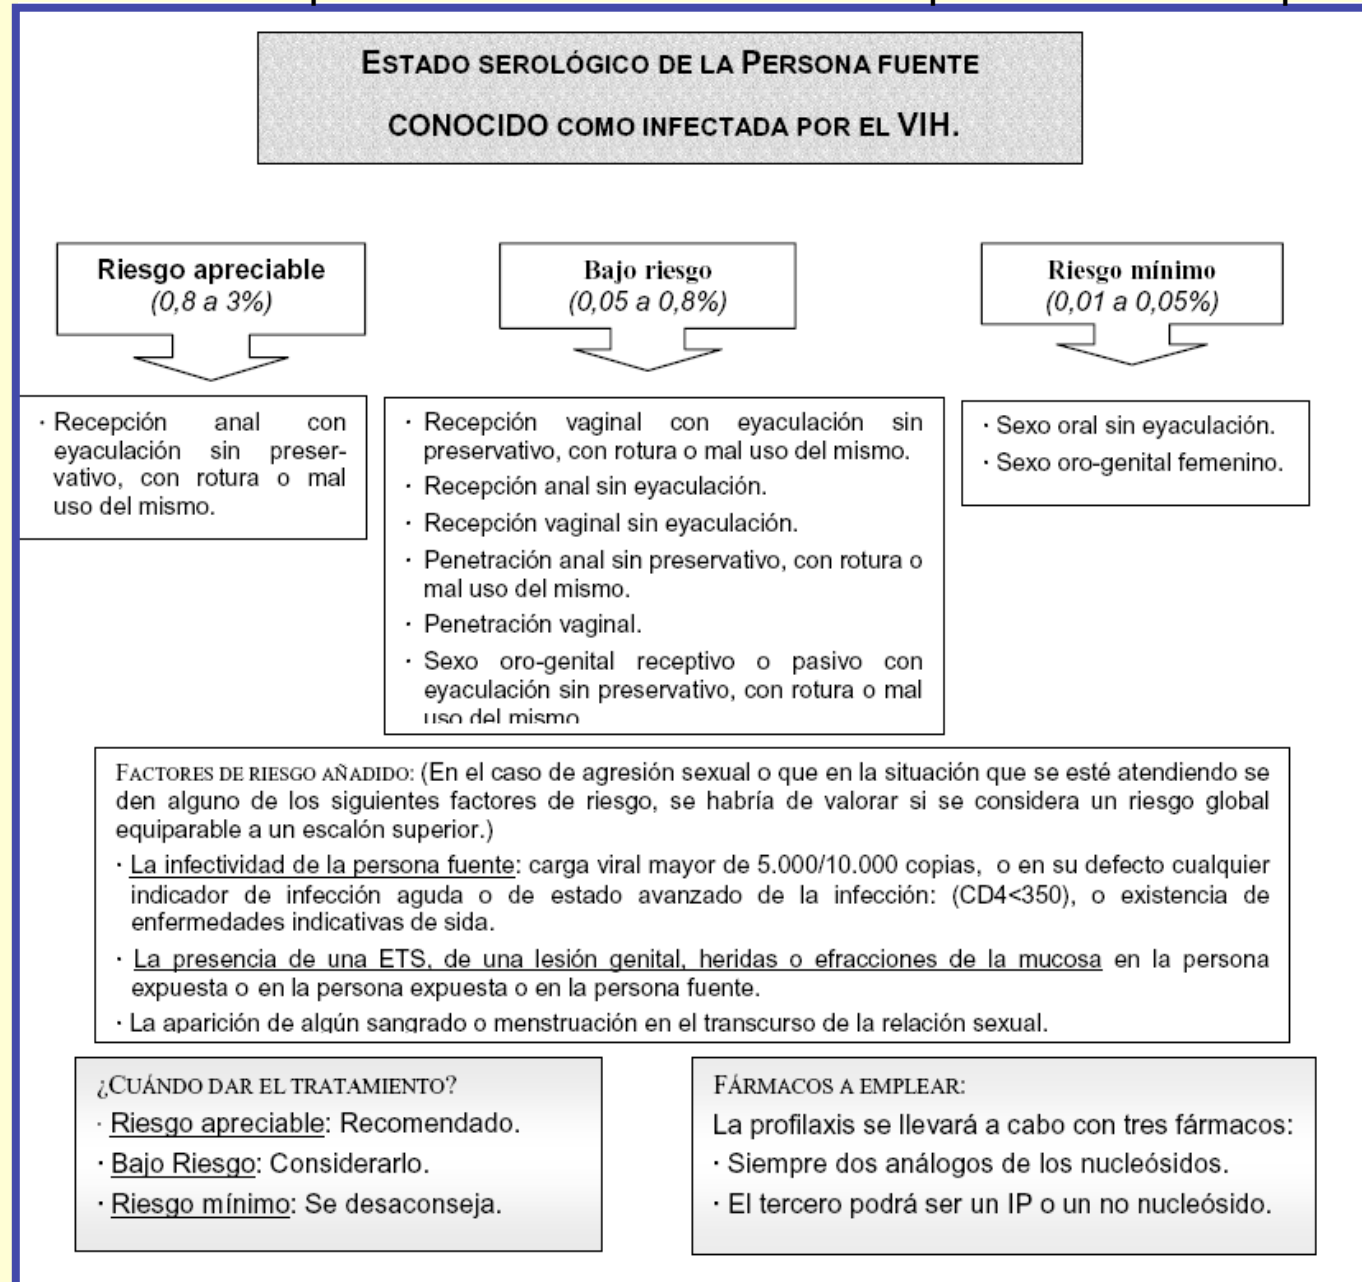 ESTADO SEROLÓGICO DE LA PERSONA FUENTE
CONOCIDO COMO INFECTADA POR EL VIH.
Riesgo apreciable
(0,8 a 3%)
· Recepción anal con
eyaculación sin preser-
vativo, con rotura o mal
uso del mismo.
Bajo riesgo
(0,05 a 0,8%)
· Recepción vaginal con eyaculación sin
preservativo, con rotura o mal uso del mismo.
· Recepción anal sin eyaculación.
· Recepción vaginal sin eyaculación.
· Penetración anal sin preservativo, con rotura o
mal uso del mismo.
· Penetración vaginal.
· Sexo oro-genital receptivo o pasivo con
eyaculación sin preservativo, con rotura o mal
uso del mismo
Riesgo mínimo
(0,01 a 0,05%)
· Sexo oral sin eyaculación.
· Sexo oro-genital femenino.
FACTORES DE RIESGO AÑADIDO: (En el caso de agresión sexual o que en la situación que se esté atendiendo se
den alguno de los siguientes factores de riesgo, se habría de valorar si se considera un riesgo global
equiparable a un escalón superior.)
· La infectividad de la persona fuente: carga viral mayor de 5.000/10.000 copias, o en su defecto cualquier
indicador de infección aguda o de estado avanzado de la infección: (CD4<350), o existencia de
enfermedades indicativas de sida.
· La presencia de una ETS, de una lesión genital, heridas o efracciones de la mucosa en la persona
expuesta o en la persona expuesta o en la persona fuente.
· La aparición de algún sangrado o menstruación en el transcurso de la relación sexual.
¿CUÁNDO DAR EL TRATAMIENTO?
· Riesgo apreciable: Recomendado.
· Bajo Riesgo: Considerarlo.
· Riesgo mínimo: Se desaconseja.
FÁRMACOS A EMPLEAR:
La profilaxis se llevará a cabo con tres fármacos:
· Siempre dos análogos de los nucleósidos.
· El tercero podrá ser un IP o un no nucleósido.